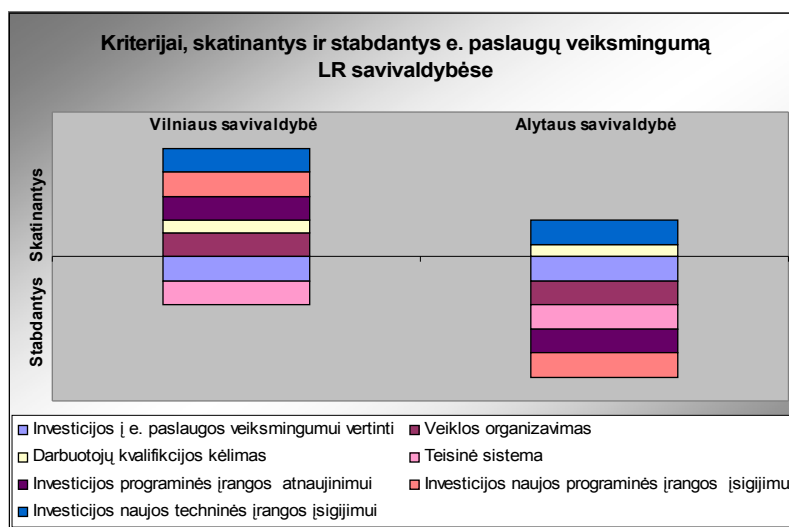 Kriterijai, skatinantys ir stabdantys e. paslaugų veiksmingumą
LR savivaldybėse
Vilniaus savivaldybė
Alytaus savivaldybė
Skatinantys
Stabdantys
Investicijos į e. paslaugos veiksmingumui vertinti
Veiklos organizavimas
Darbuotojų kvalifikcijos kėlimas
Teisinė sistema
Investicijos programinės įrangos atnaujinimui
Investicijos naujos programinės įrangos įsigijimui
Investicijos naujos techninės įrangos įsigijimui